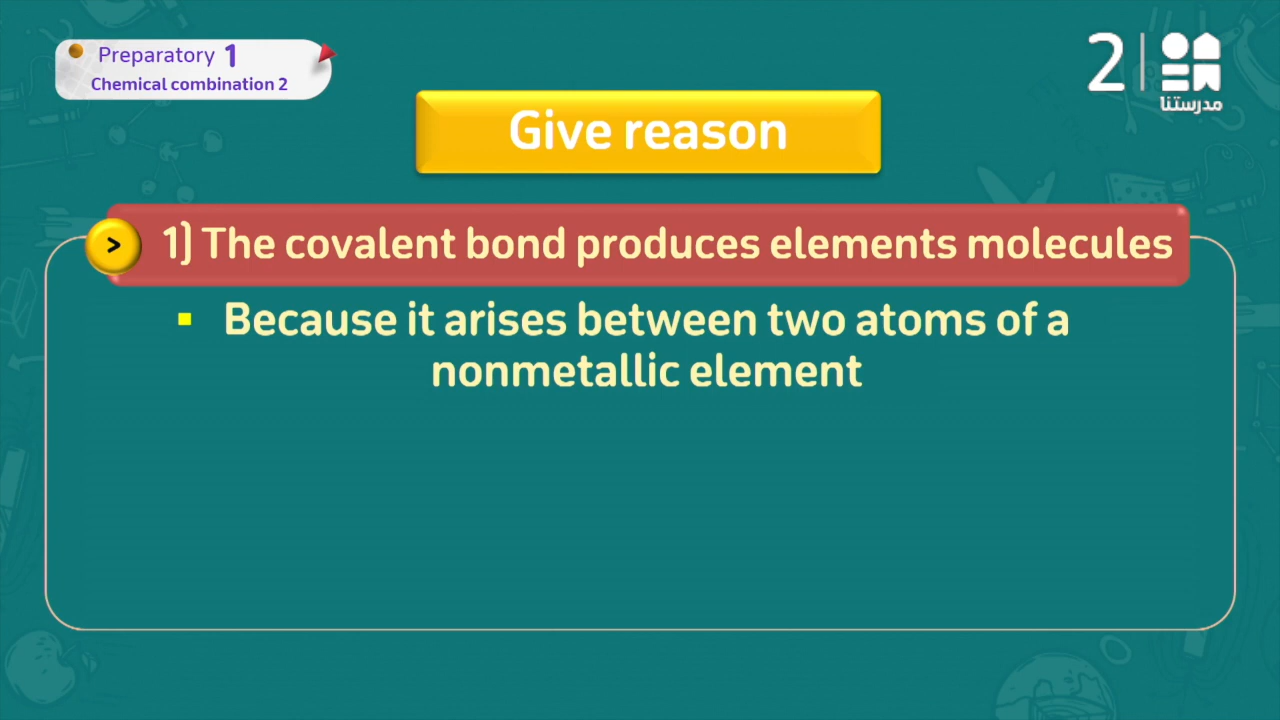 Preparatory 1
Chemical combination 2
2
مدرستنا
Give reason
> 1) The covalent bond produces elements molecules
▪ Because it arises between two atoms of a
nonmetallic element